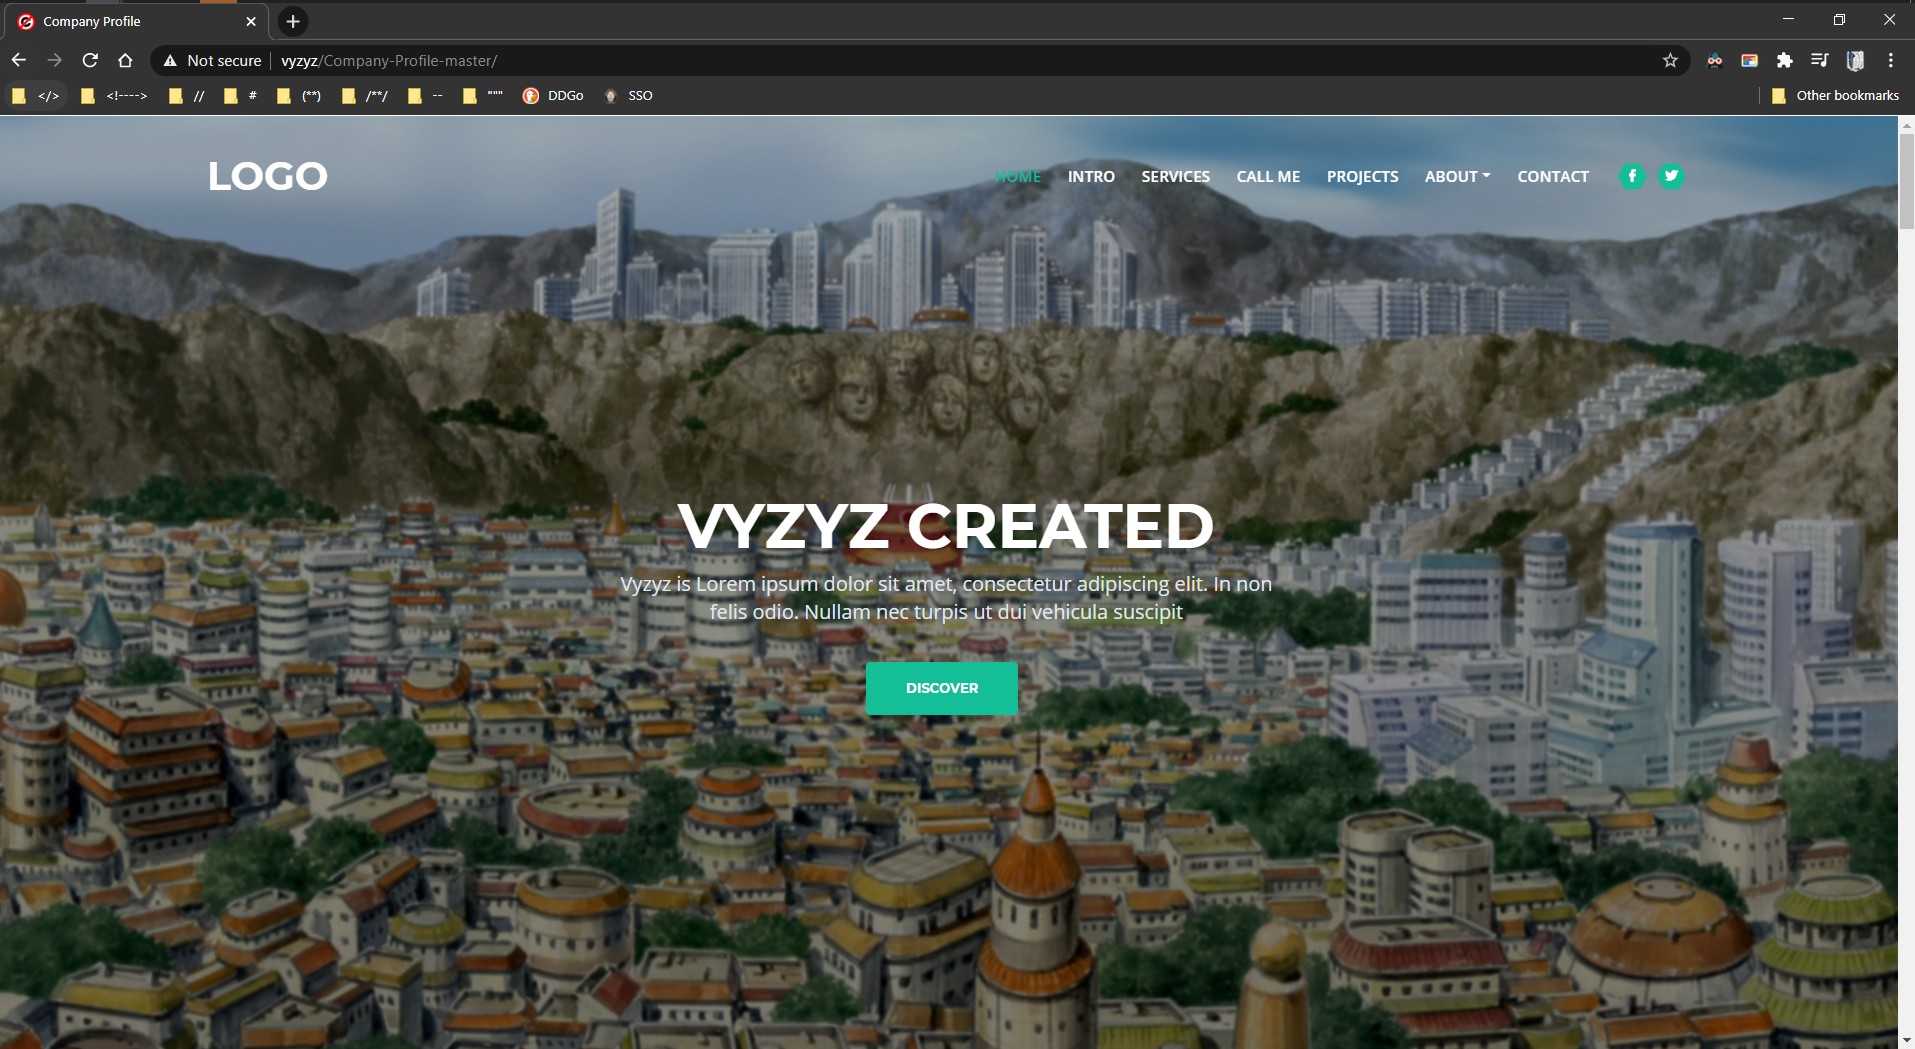 Company Profile
Not secure vyzyz/Company-Profile-master/
</> <!----> // # (**) /**/ -- """ DDGo SSO Other bookmarks
LOGO HOME INTRO SERVICES CALL ME PROJECTS ABOUT CONTACT
VYZYZ CREATED
Vyzyz is Lorem ipsum dolor sit amet, consectetur adipiscing elit. In non
felis odio. Nullam nec turpis ut dui vehicula suscipit
DISCOVER